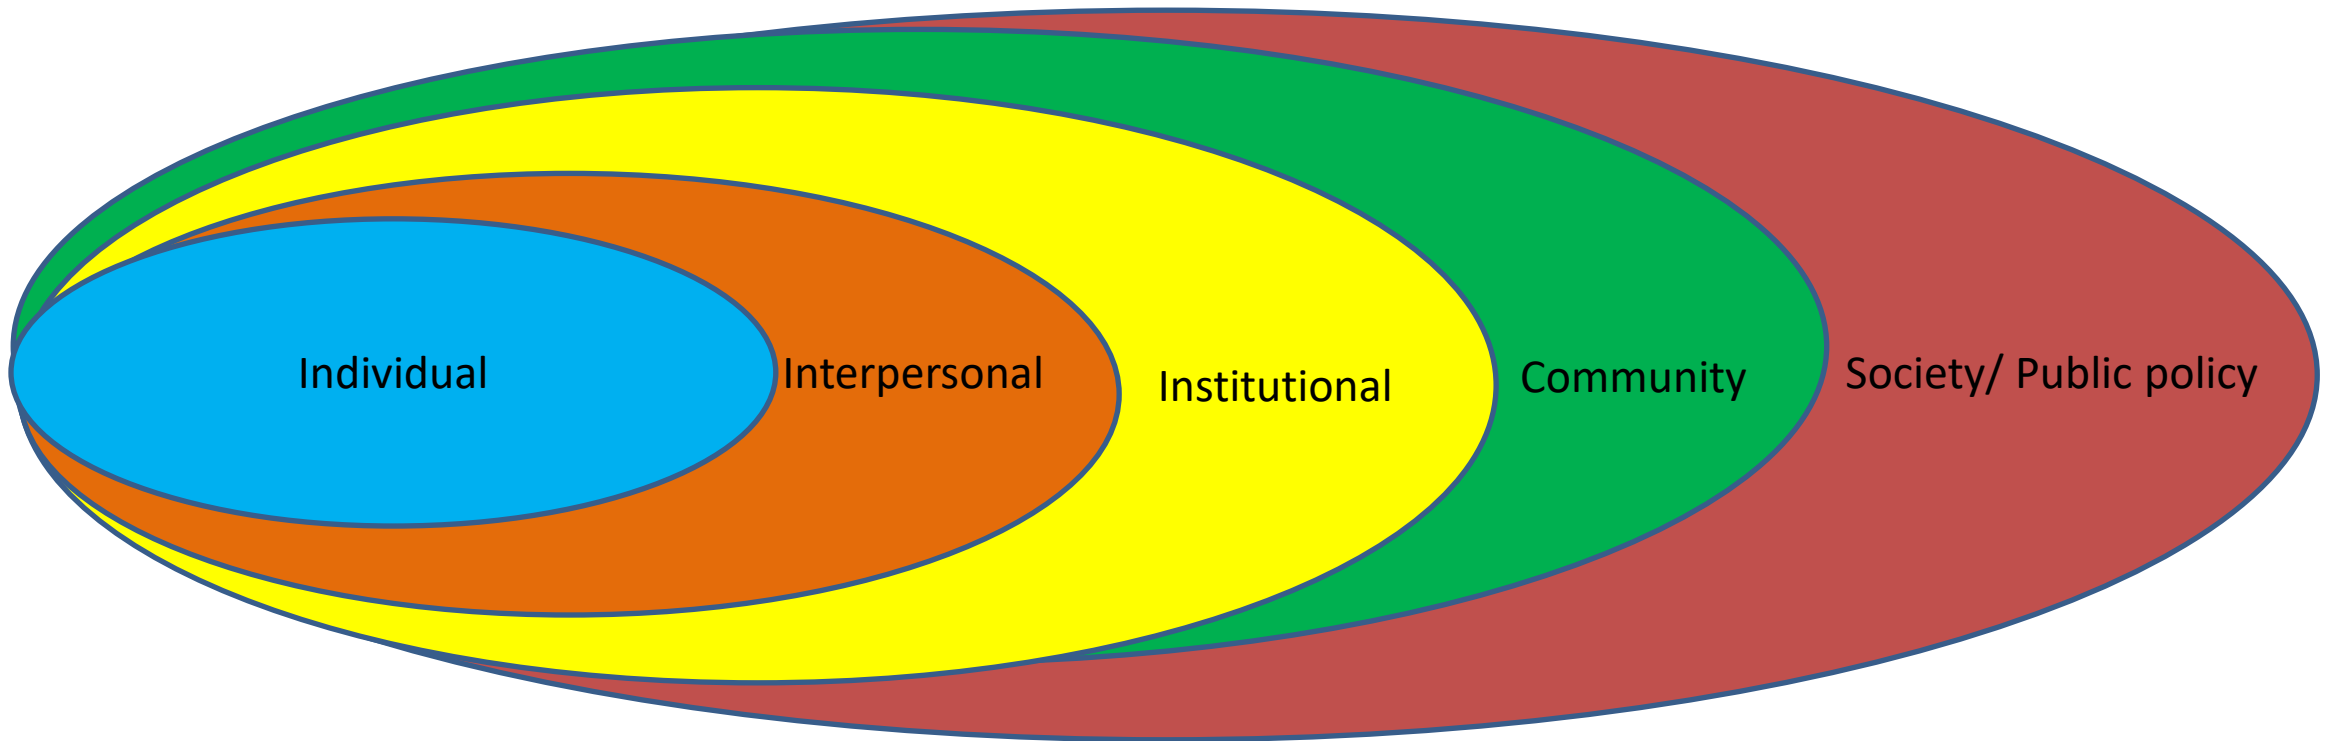 Individual
Interpersonal
Institutional
Community
Society/ Public policy